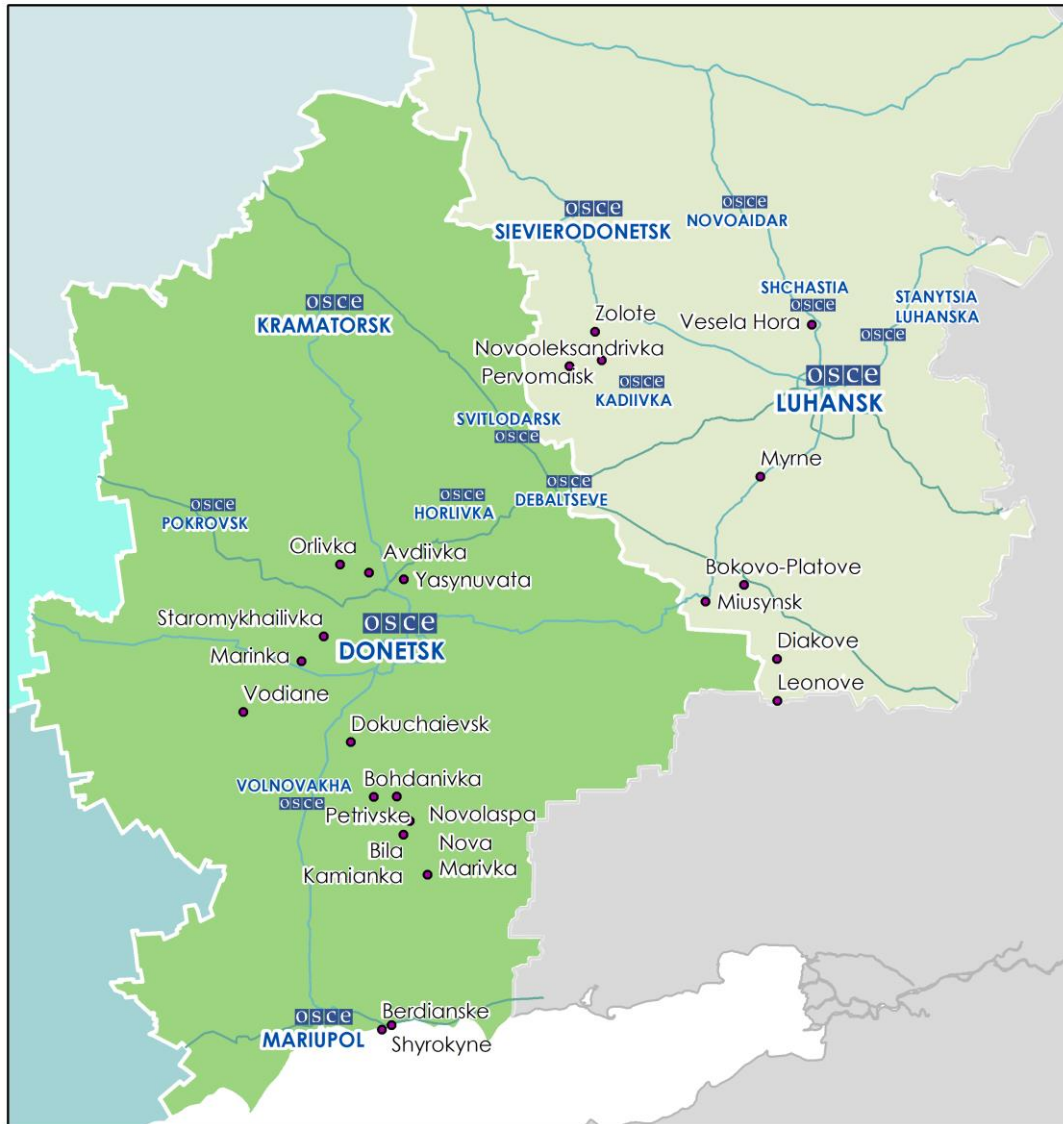 osce
SIEVIERODONETSK
osce
NOVOAIDAR
osce
KRAMATORSK
SHCHASTIA
osce
STANYTSIA
LUHANSKA
osce
Zolote
Vesela Hora
Novooleksandrivka
Pervomaisk
osce
KADIIVKA
osce
LUHANSK
SVITLODARSK
osce
Myrne
osce
DEBALTSEVE
osce
HORLIVKA
osce
POKROVSK
Orlivka
Avdiivka
Yasynuvata
Bokovo-Platove
Miusynsk
Staromykhailivka
osce
DONETSK
Marinka
Diakove
Leonove
Vodiane
Dokuchaievsk
VOLNOVAKHA
osce
Bohdanivka
Petrivske
Novolaspa
Bila
Kamianka
Nova
Marivka
osce
MARIUPOL
Berdianske
Shyrokyne